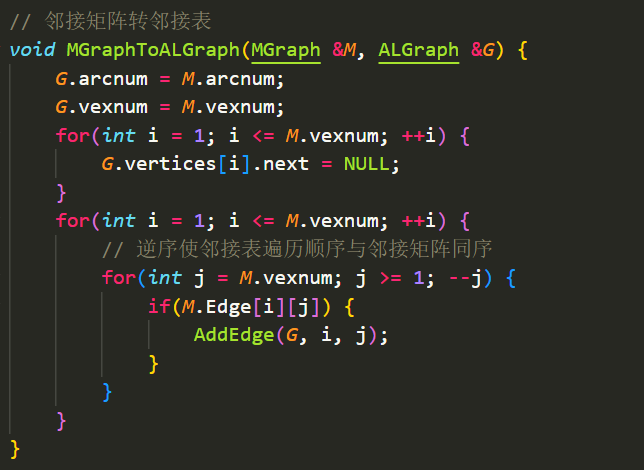 // 邻接矩阵转邻接表
void MGraphToALGraph(MGraph &M, ALGraph &G) {
    G.arcnum = M.arcnum;
    G.vexnum = M.vexnum;
    for(int i = 1; i <= M.vexnum; ++i) {
        G.vertices[i].next = NULL;
    }
    for(int i = 1; i <= M.vexnum; ++i) {
        // 逆序使邻接表遍历顺序与邻接矩阵同序
        for(int j = M.vexnum; j >= 1; --j) {
            if(M.Edge[i][j]) {
                AddEdge(G, i, j);
            }
        }
    }
}